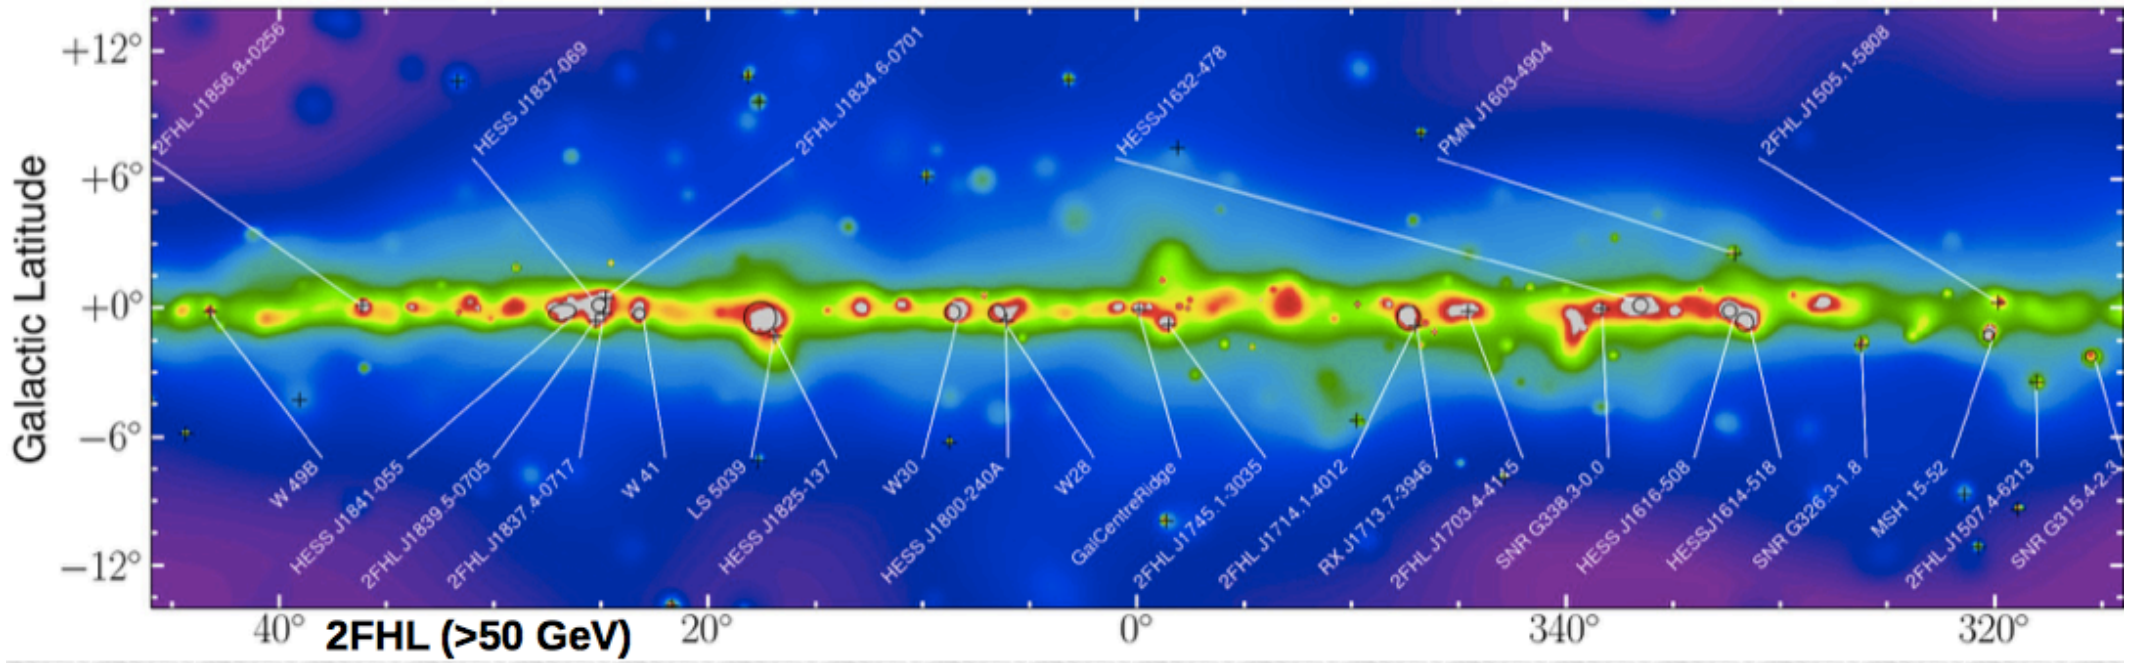 +12°
+6°
+0°
−6°
−12°
Galactic Latitude
2FHL J1856.8+0256
HESS J1837-069
2FHL J1834.6-0701
HESSJ1632-478
PMN J1603-4904
2FHL J1505.1-5808
W 49B
HESS J1841-055
2FHL J1839.5-0705
2FHL J1837.4-0717
W 41
LS 5039
HESS J1825-137
W30
HESS J1800-240A
W28
GalCentreRidge
2FHL J1745.1-3035
2FHL J1714.1-4012
RX J1713.7-3946
2FHL J1703.4-4145
SNR G338.3-0.0
HESS J1616-508
HESSJ1614-518
SNR G326.3-1.8
MSH 15-52
2FHL J1507.4-6213
SNR G315.4-2.3
40°
20°
0°
340°
320°
2FHL (>50 GeV)